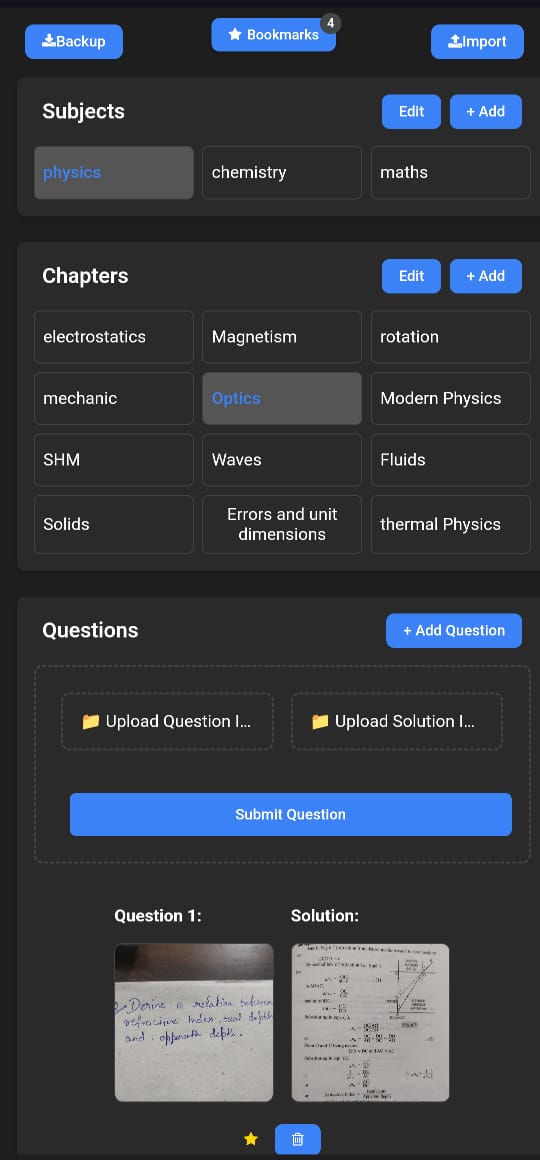 Backup
Bookmarks
4
Import
Subjects
Edit
+ Add
physics
chemistry
maths
Chapters
Edit
+ Add
electrostatics
Magnetism
rotation
mechanic
Optics
Modern Physics
SHM
Waves
Fluids
Solids
Errors and unit
dimensions
thermal Physics
Questions
+ Add Question
Upload Question I...
Upload Solution I...
Submit Question
Question 1:
Solution:
Derive a relation between
refractive index, real depth
and apparent depth.